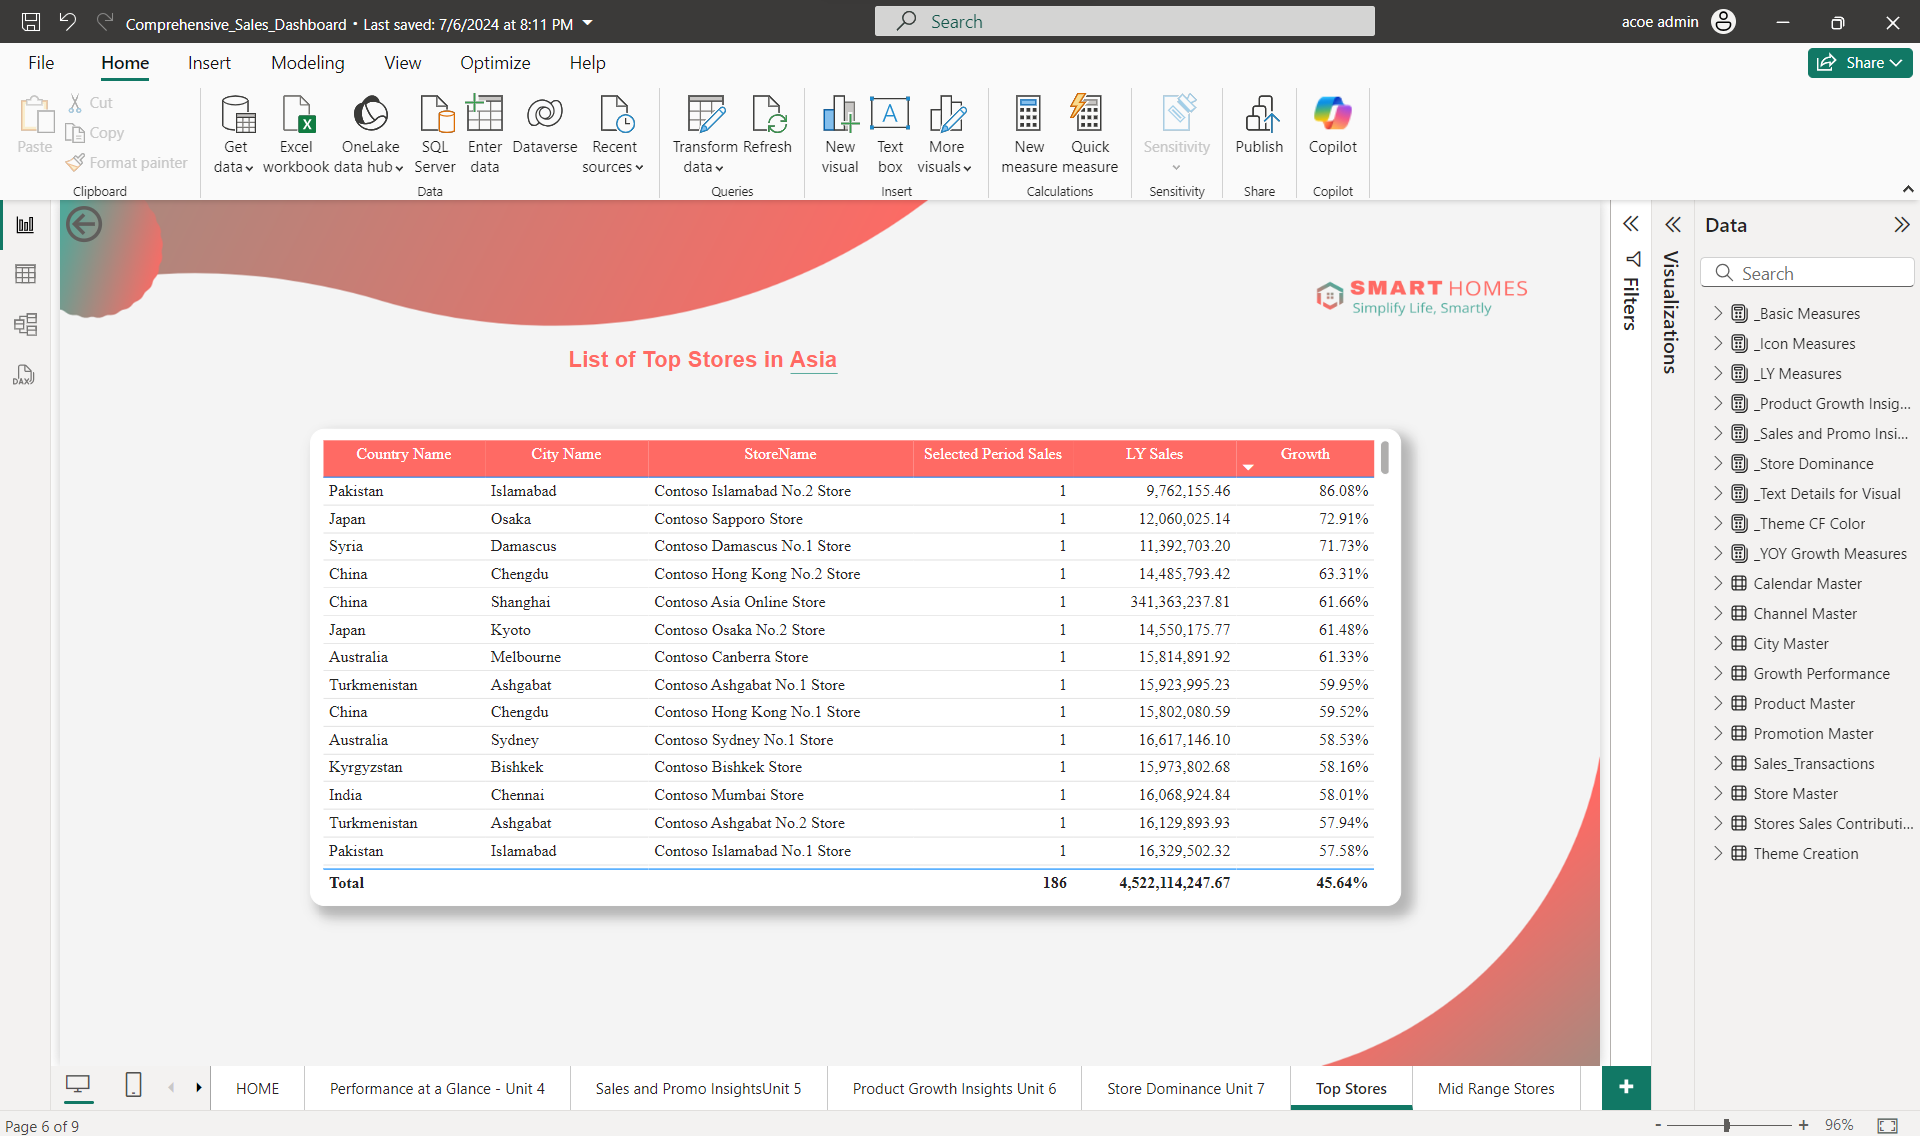 Comprehensive_Sales_Dashboard • Last saved: 7/6/2024 at 8:11 PM
Search
acoe admin
File Home Insert Modeling View Optimize Help
Share
Paste
Cut
Copy
Format painter
Clipboard
Get data
Excel workbook
OneLake data hub
SQL Server
Enter data
Dataverse
Recent sources
Data
Transform data
Refresh
Queries
New visual
Text box
More visuals
Insert
New measure
Quick measure
Calculations
Sensitivity
Sensitivity
Publish
Share
Copilot
Copilot
DAX
SMART HOMES
Simplify Life, Smartly
List of Top Stores in Asia
Country Name City Name StoreName Selected Period Sales LY Sales Growth
Pakistan Islamabad Contoso Islamabad No.2 Store 1 9,762,155.46 86.08%
Japan Osaka Contoso Sapporo Store 1 12,060,025.14 72.91%
Syria Damascus Contoso Damascus No.1 Store 1 11,392,703.20 71.73%
China Chengdu Contoso Hong Kong No.2 Store 1 14,485,793.42 63.31%
China Shanghai Contoso Asia Online Store 1 341,363,237.81 61.66%
Japan Kyoto Contoso Osaka No.2 Store 1 14,550,175.77 61.48%
Australia Melbourne Contoso Canberra Store 1 15,814,891.92 61.33%
Turkmenistan Ashgabat Contoso Ashgabat No.1 Store 1 15,923,995.23 59.95%
China Chengdu Contoso Hong Kong No.1 Store 1 15,802,080.59 59.52%
Australia Sydney Contoso Sydney No.1 Store 1 16,617,146.10 58.53%
Kyrgyzstan Bishkek Contoso Bishkek Store 1 15,973,802.68 58.16%
India Chennai Contoso Mumbai Store 1 16,068,924.84 58.01%
Turkmenistan Ashgabat Contoso Ashgabat No.2 Store 1 16,129,893.93 57.94%
Pakistan Islamabad Contoso Islamabad No.1 Store 1 16,329,502.32 57.58%
Total 186 4,522,114,247.67 45.64%
Filters
Visualizations
Data
Search
_Basic Measures
_Icon Measures
_LY Measures
_Product Growth Insig...
_Sales and Promo Insi...
_Store Dominance
_Text Details for Visual
_Theme CF Color
_YOY Growth Measures
Calendar Master
Channel Master
City Master
Growth Performance
Product Master
Promotion Master
Sales_Transactions
Store Master
Stores Sales Contributi...
Theme Creation
HOME
Performance at a Glance - Unit 4
Sales and Promo InsightsUnit 5
Product Growth Insights Unit 6
Store Dominance Unit 7
Top Stores
Mid Range Stores
+
Page 6 of 9
- + 96%